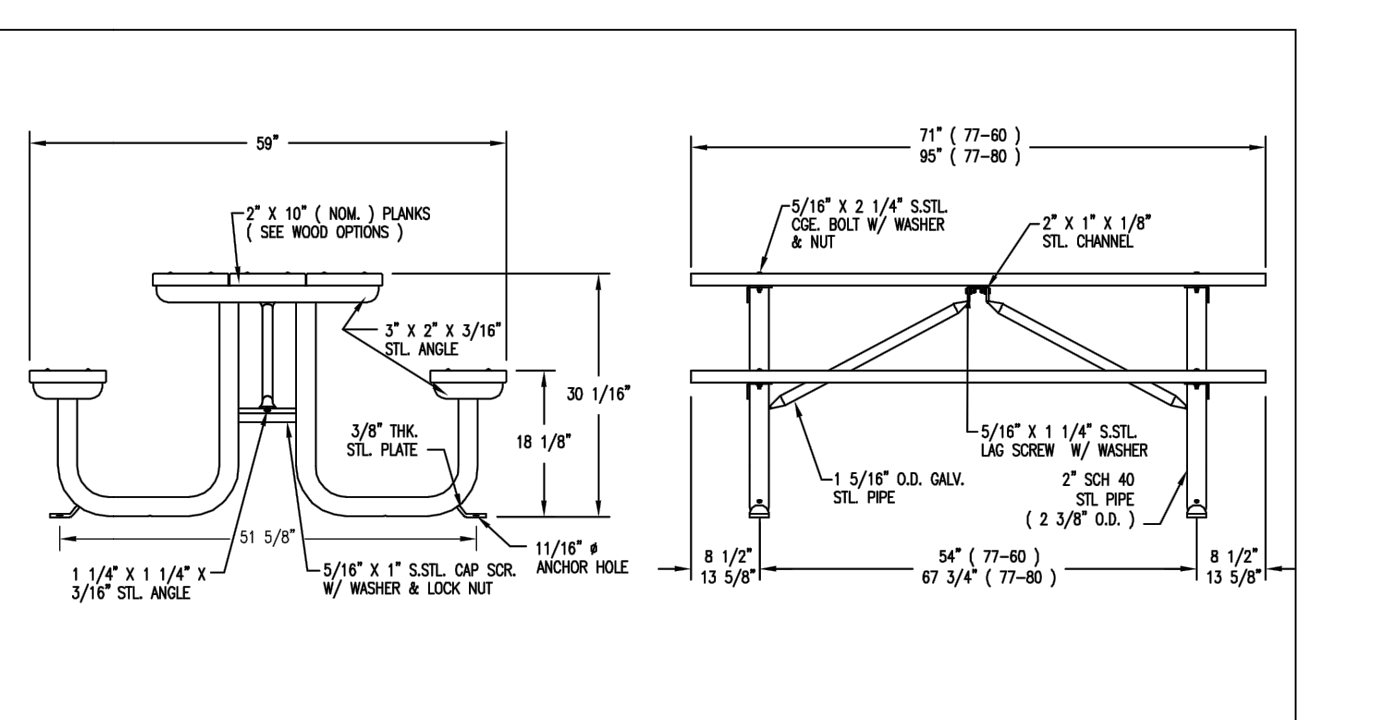 59"
2" X 10" ( NOM. ) PLANKS
( SEE WOOD OPTIONS )
3" X 2" X 3/16"
STL. ANGLE
30 1/16"
18 1/8"
3/8" THK.
STL. PLATE
51 5/8"
11/16" ø
ANCHOR HOLE
1 1/4" X 1 1/4" X
3/16" STL. ANGLE
5/16" X 1" S.STL. CAP SCR.
W/ WASHER & LOCK NUT
71" ( 77-60 )
95" ( 77-80 )
5/16" X 2 1/4" S.STL.
CGE. BOLT W/ WASHER
& NUT
2" X 1" X 1/8"
STL. CHANNEL
5/16" X 1 1/4" S.STL.
LAG SCREW W/ WASHER
1 5/16" O.D. GALV.
STL. PIPE
2" SCH 40
STL PIPE
( 2 3/8" O.D. )
8 1/2"
13 5/8"
54" ( 77-60 )
67 3/4" ( 77-80 )
8 1/2"
13 5/8"